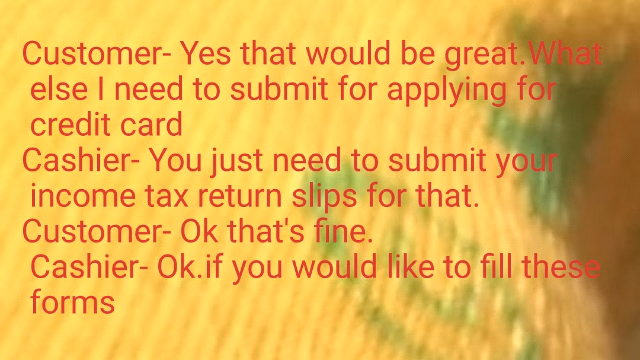 Customer- Yes that would be great.What
else I need to submit for applying for
credit card
Cashier- You just need to submit your
income tax return slips for that.
Customer- Ok that's fine.
Cashier- Ok.if you would like to fill these
forms